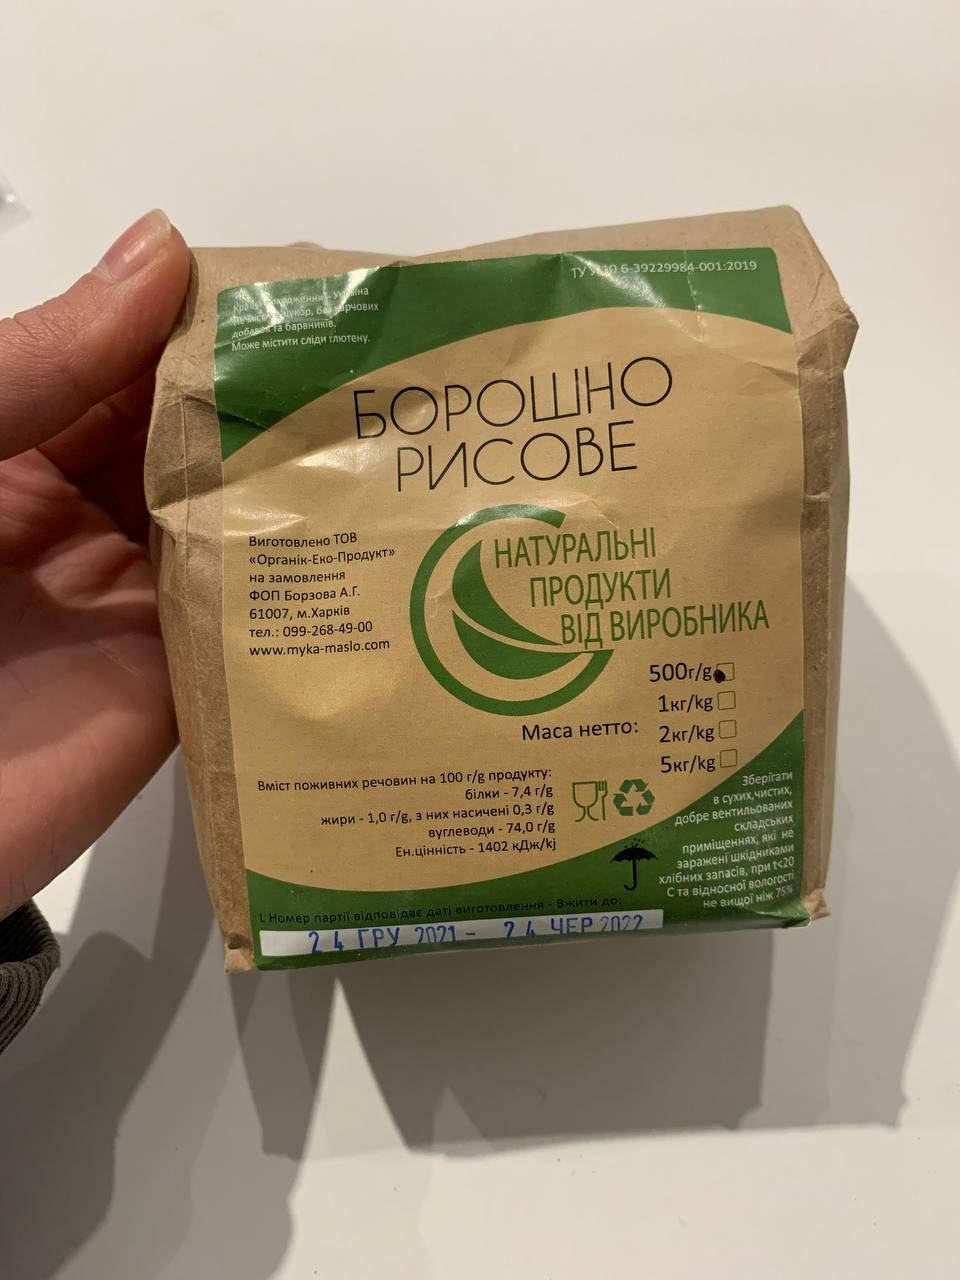 ТУ У 10.6-39229984-001:2019
Україна
добавок та барвників.
Може містити сліди глютену.
БОРОШНО
РИСОВЕ
Виготовлено ТОВ
«Органік-Еко-Продукт»
на замовлення
ФОП Борзова А.Г.
61007, м.Харків
тел.: 099-268-49-00
www.myka-maslo.com
НАТУРАЛЬНІ
ПРОДУКТИ
ВІД ВИРОБНИКА
Маса нетто:
500г/g
1кг/kg
2кг/kg
5кг/kg
Вміст поживних речовин на 100 г/g продукту:
білки - 7,4 г/g
жири - 1,0 г/g, з них насичені 0,3 г/g
вуглеводи - 74,0 г/g
Ен.цінність - 1402 кДж/kj
Зберігати
в сухих,чистих,
добре вентильованих
складських
приміщеннях, які не
заражені шкідниками
хлібних запасів, при t<20
С та відносної вологості
не вищої ніж 75%
L Номер партії відповідає даті виготовлення - Вжити до:
24 ГРУ 2021 - 24 ЧЕР 2022